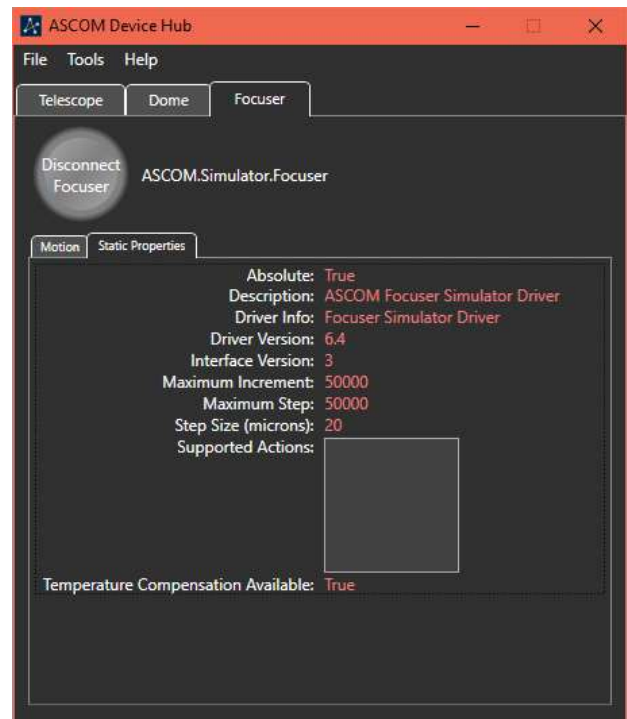 ASCOM Device Hub
File Tools Help
Telescope Dome Focuser
Disconnect
Focuser
ASCOM.Simulator.Focuser
Motion Static Properties
Absolute: True
Description: ASCOM Focuser Simulator Driver
Driver Info: Focuser Simulator Driver
Driver Version: 6.4
Interface Version: 3
Maximum Increment: 50000
Maximum Step: 50000
Step Size (microns): 20
Supported Actions:
Temperature Compensation Available: True